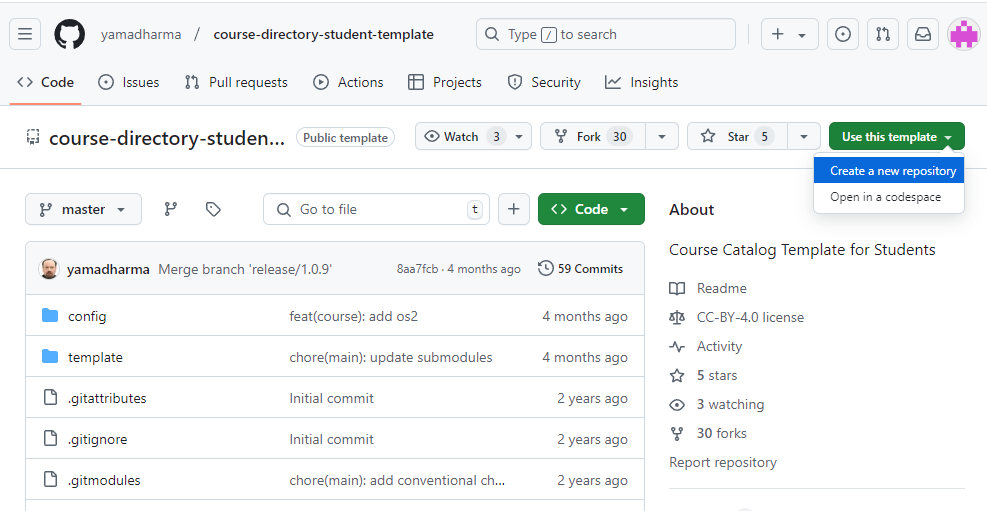 yamadharma / course-directory-student-template
Type / to search
Code Issues Pull requests Actions Projects Security Insights
course-directory-studen... Public template
Watch 3 Fork 30 Star 5 Use this template
Create a new repository
Open in a codespace
master Go to file t + Code
About
Course Catalog Template for Students
yamadharma Merge branch 'release/1.0.9' 8aa7fcb · 4 months ago 59 Commits
config feat(course): add os2 4 months ago
template chore(main): update submodules 4 months ago
.gitattributes Initial commit 2 years ago
.gitignore Initial commit 2 years ago
.gitmodules chore(main): add conventional ch... 2 years ago
Readme
CC-BY-4.0 license
Activity
5 stars
3 watching
30 forks
Report repository